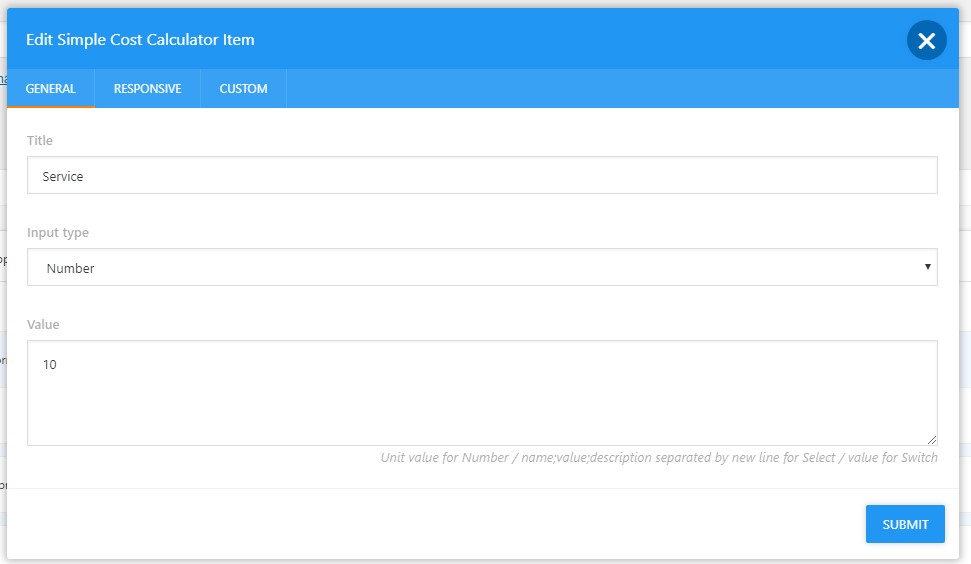 Edit Simple Cost Calculator Item
GENERAL RESPONSIVE CUSTOM
Title
Service
Input type
Number
Value
10
Unit value for Number / name;value;description separated by new line for Select / value for Switch
SUBMIT